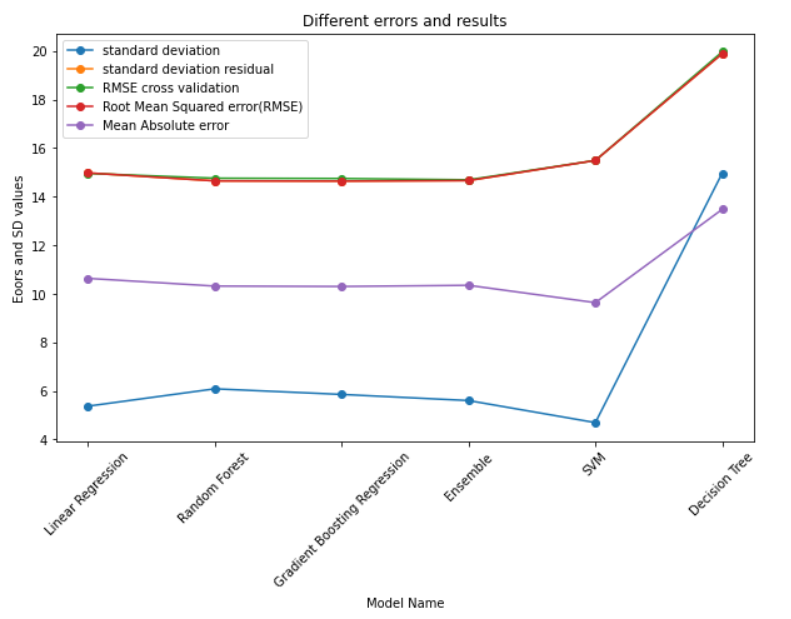 Different errors and results
standard deviation
standard deviation residual
RMSE cross validation
Root Mean Squared error(RMSE)
Mean Absolute error
Eoors and SD values
20
18
16
14
12
10
8
6
4
Linear Regression
Random Forest
Gradient Boosting Regression
Ensemble
SVM
Decision Tree
Model Name